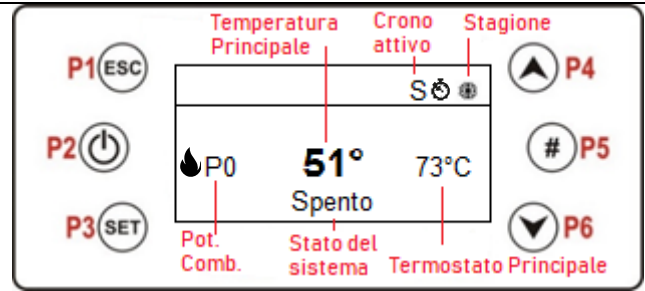 Temperatura Principale
Crono attivo
Stagione
P1 ESC
P4
S
P2
# P5
P0 51° 73°C
Spento
P3 SET
P6
Pot. Comb.
Stato del sistema
Termostato Principale